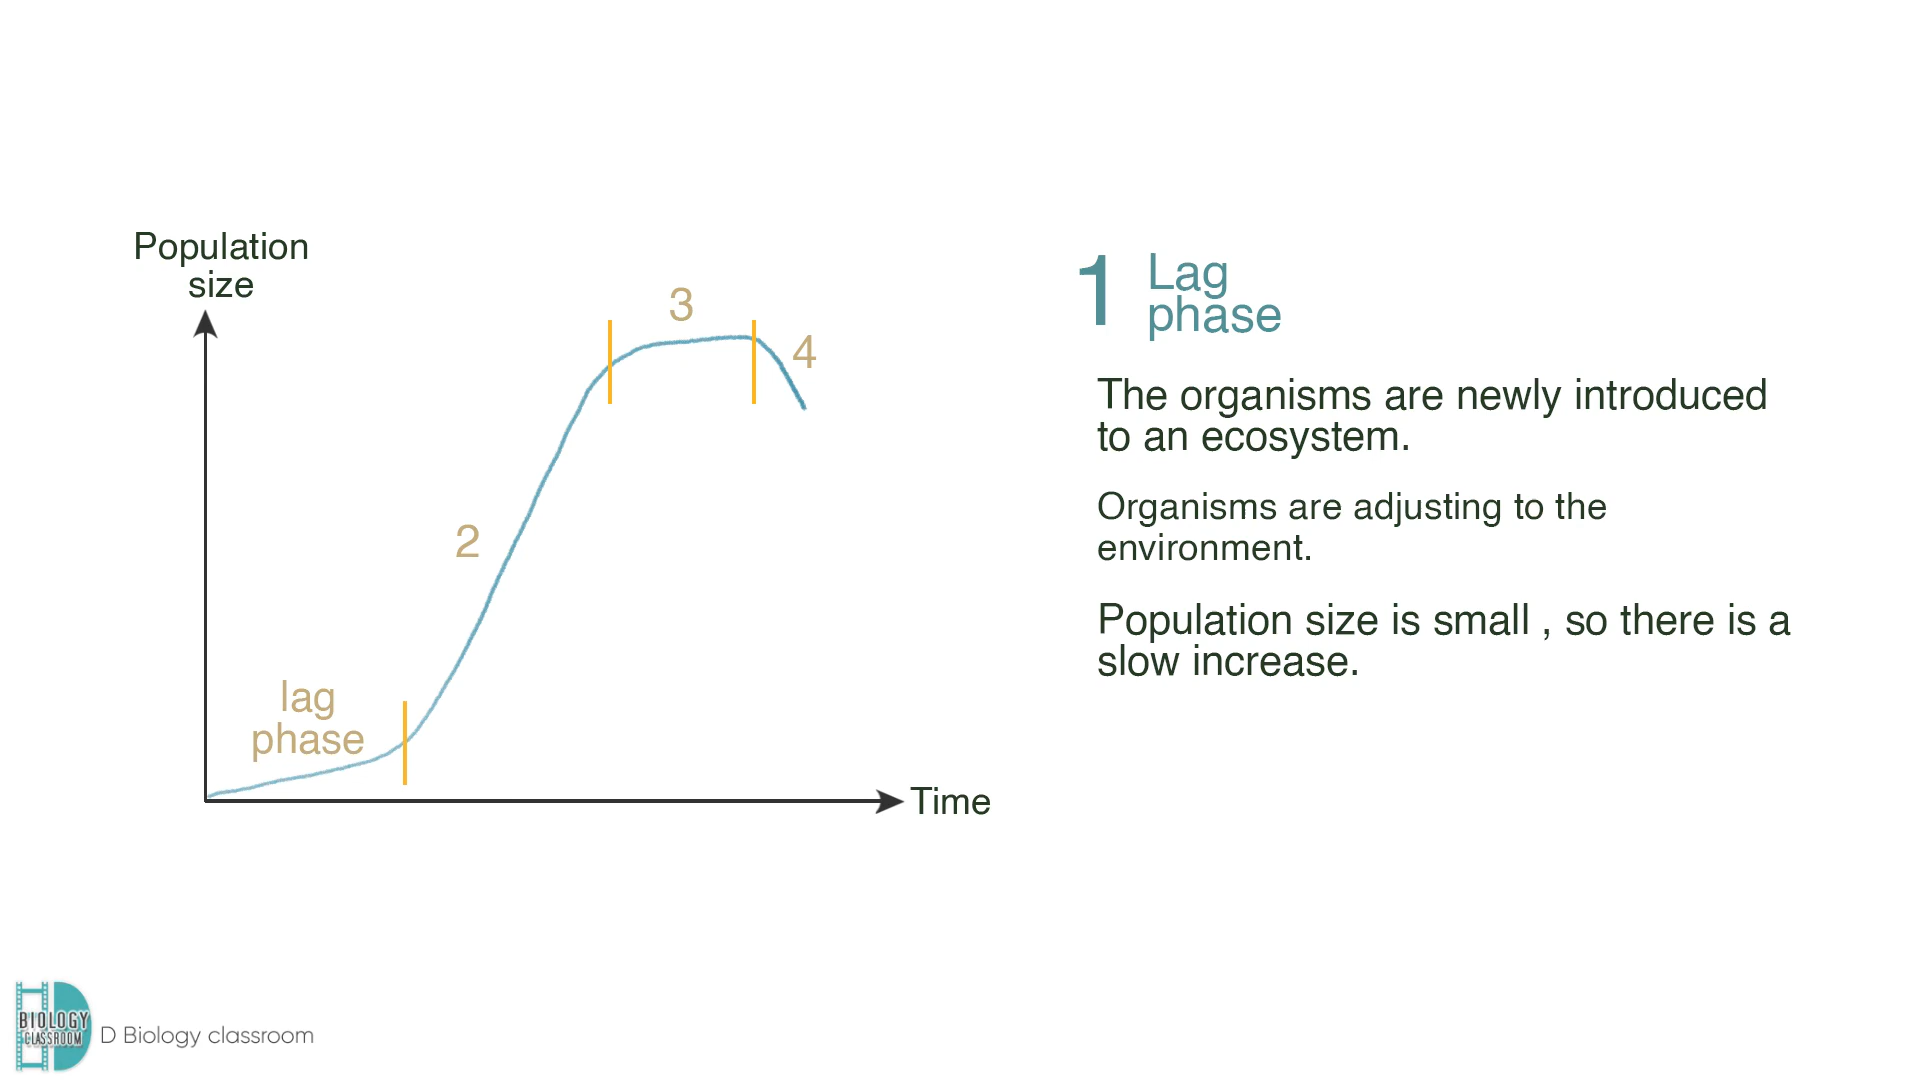 Population
size
3
4
2
lag
phase
Time
1 Lag
phase
The organisms are newly introduced
to an ecosystem.
Organisms are adjusting to the
environment.
Population size is small , so there is a
slow increase.
BIOLOGY
CLASSROOM
D Biology classroom